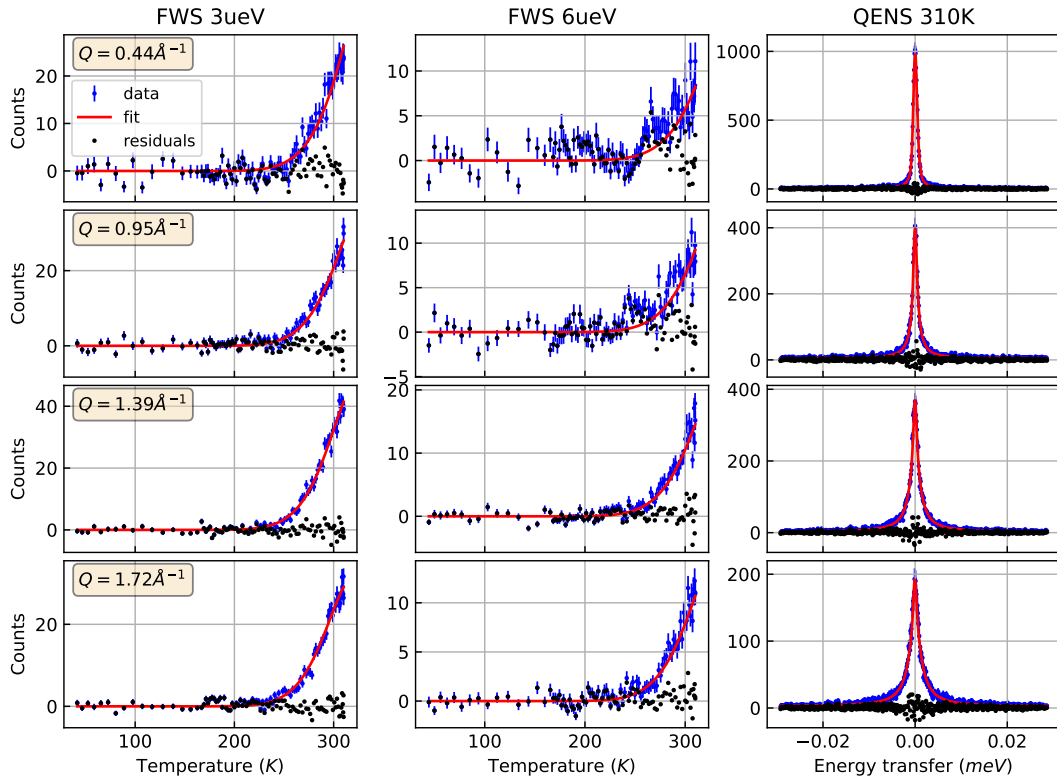 FWS 3ueV FWS 6ueV QENS 310K
Q = 0.44Å⁻¹
data
fit
residuals
Counts
0
10
20
0
5
10
0
500
1000
Q = 0.95Å⁻¹
Counts
0
20
−5
0
5
10
0
200
400
Q = 1.39Å⁻¹
Counts
0
20
40
0
10
20
0
200
400
Q = 1.72Å⁻¹
Counts
0
20
0
5
10
0
100
200
100 200 300 100 200 300 −0.02 0.00 0.02
Temperature (K) Temperature (K) Energy transfer (meV)